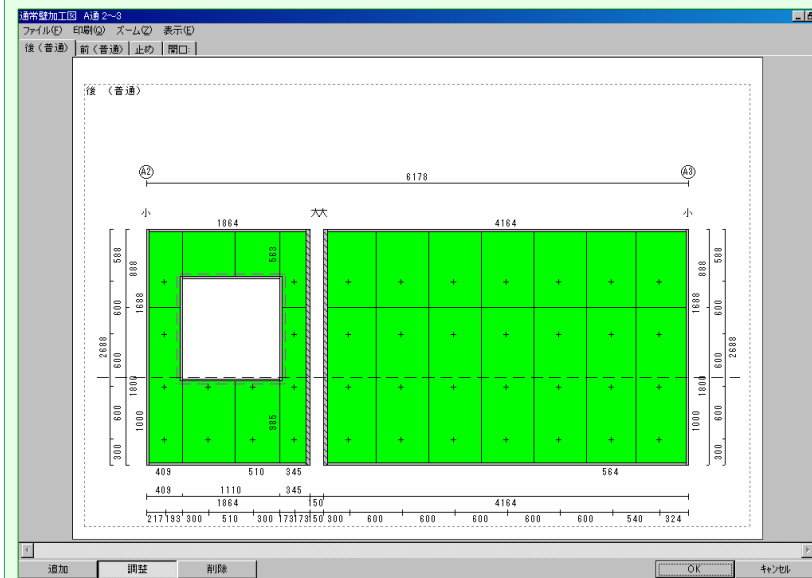 通常壁加工図 A通 2～3
ファイル(F) 印刷(Q) ズーム(Z) 表示(E)
後（普通） 前（普通） 止め 開口:
後 （普通）
A2 A3
6178
小 大大 小
1864 4164
588 600 600 600 300
2688
888 1800
1688 1000
563
985
588 600 600 600 300
2688
888 1800
1688 1000
409 510 345 564
409 1110 345
1864 150 4164
217 193 300 510 300 173 173 150 300 600 600 600 600 600 540 324
追加 調整 削除 OK キャンセル